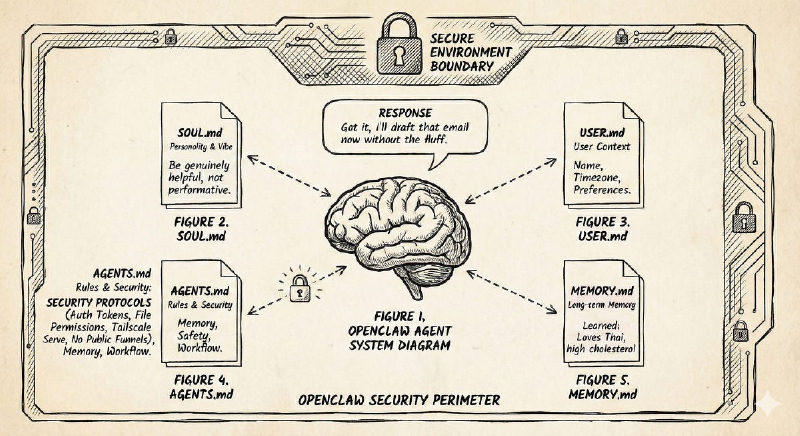 SECURE
ENVIRONMENT
BOUNDARY
SOUL.md
Personality & Vibe
Be genuinely
helpful, not
performative.
FIGURE 2.
SOUL.md
RESPONSE
Got it, I'll draft that email
now without the fluff.
USER.md
User Context
Name,
Timezone,
Preferences.
FIGURE 3.
USER.md
AGENTS.md
Rules & Security:
SECURITY PROTOCOLS
(Auth Tokens, File
Permissions, Tailscale
Serve, No Public Funnels),
Memory, Workflow.
AGENTS.md
Rules & Security
Memory,
Safety,
Workflow.
FIGURE 4.
AGENTS.md
FIGURE 1,
OPENCLAW AGENT
SYSTEM DIAGRAM
MEMORY.md
Long-term Memory
Learned:
Loves Thai,
high cholesterol
FIGURE 5.
MEMORY.md
OPENCLAW SECURITY PERIMETER